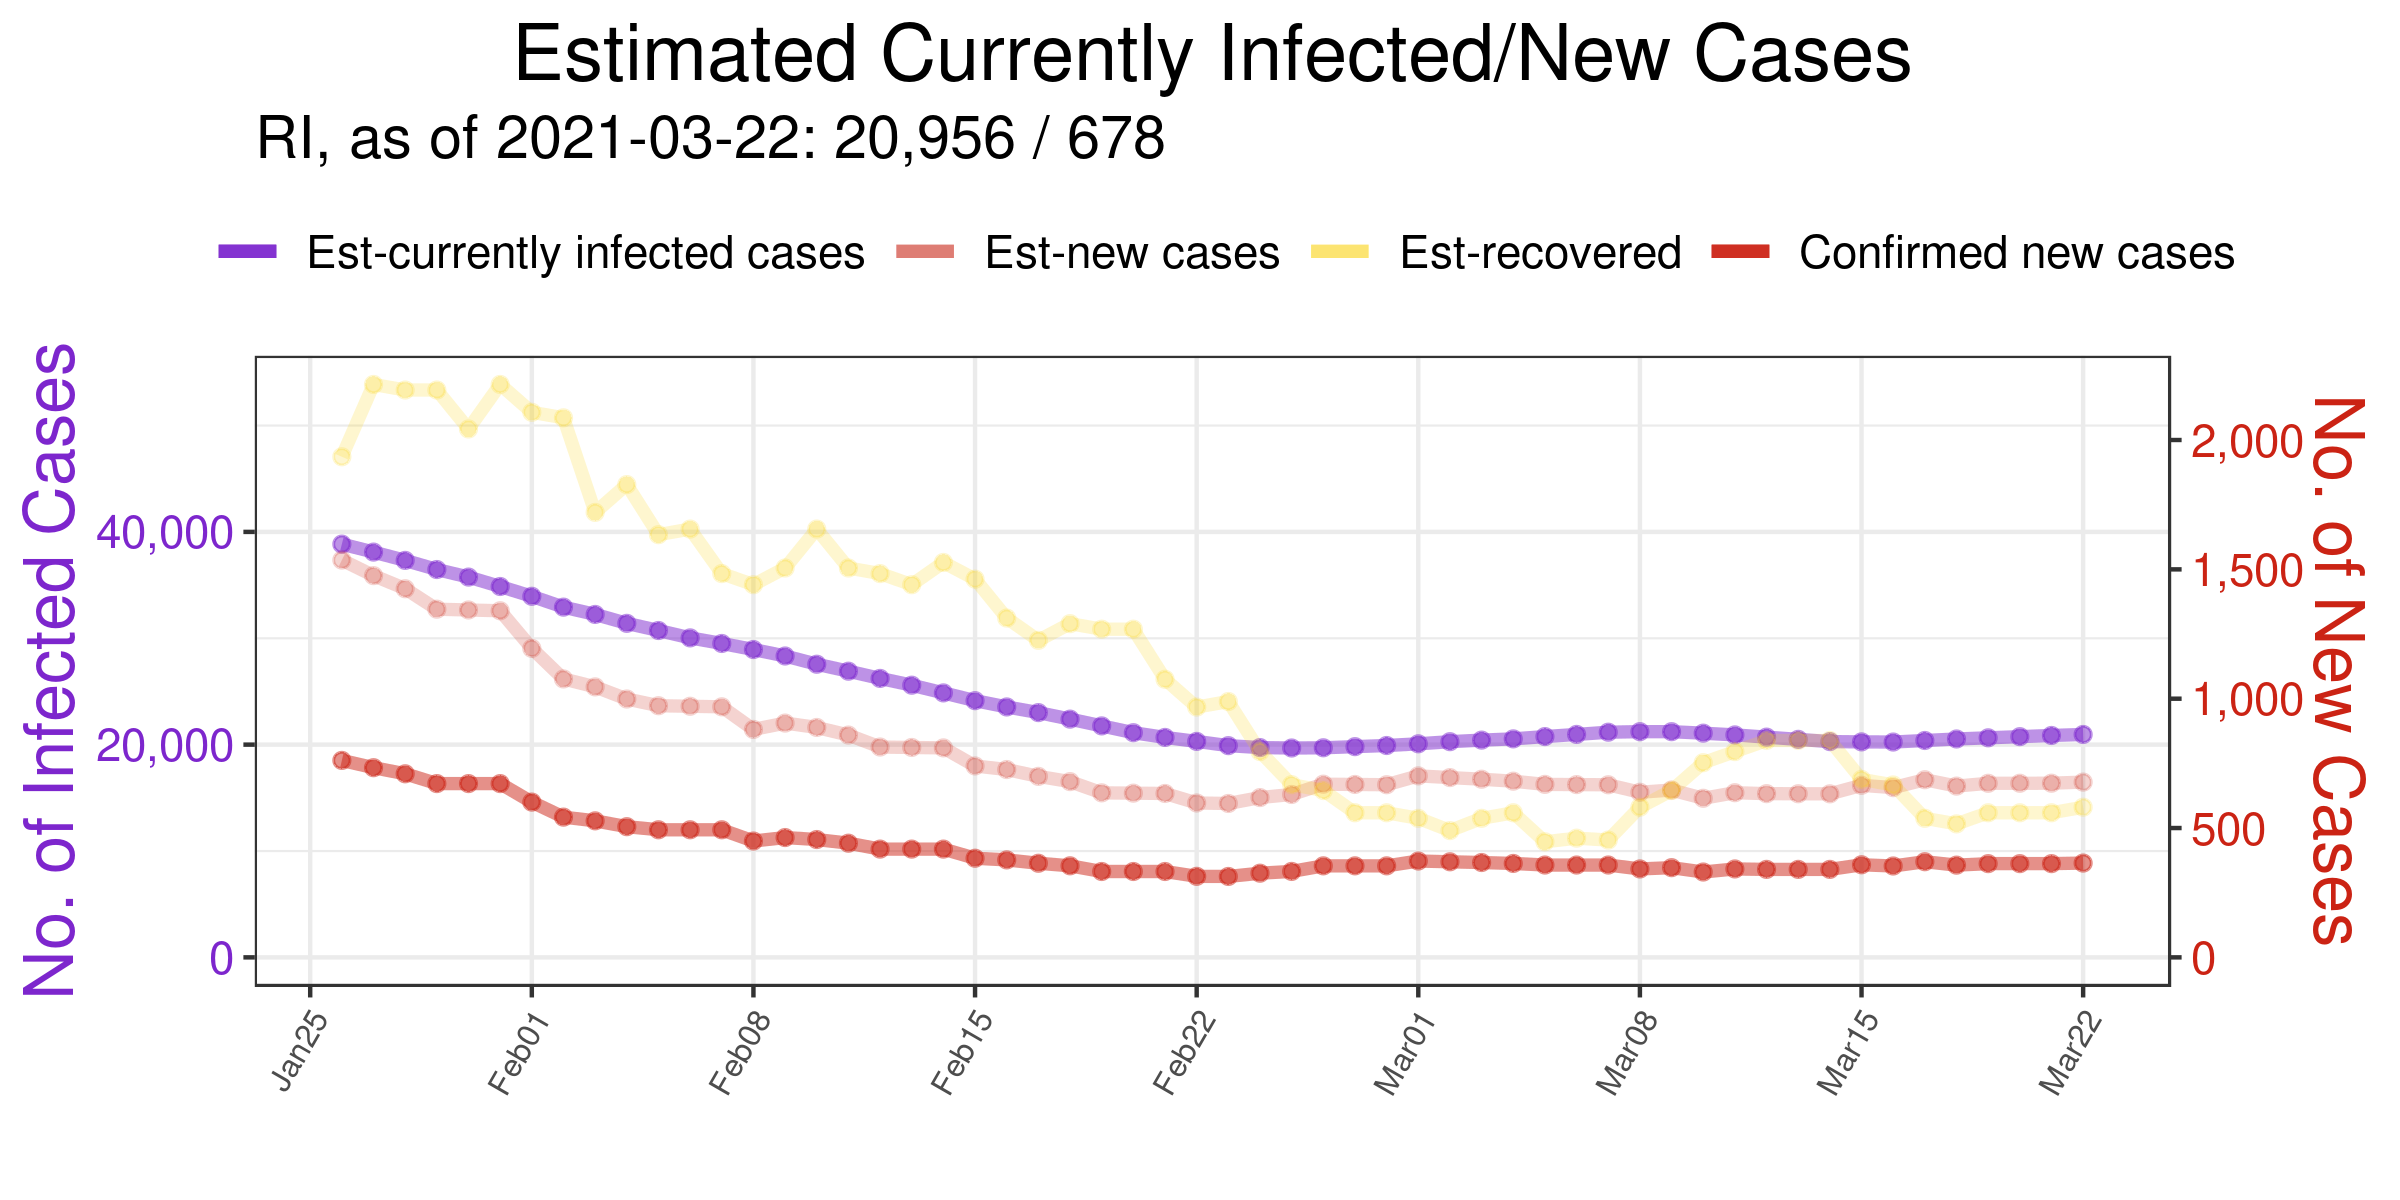 Estimated Currently Infected/New Cases
RI, as of 2021-03-22: 20,956 / 678
Est-currently infected cases
Est-new cases
Est-recovered
Confirmed new cases
No. of Infected Cases
40,000
20,000
0
2,000
1,500
1,000
500
0
No. of New Cases
Jan25
Feb01
Feb08
Feb15
Feb22
Mar01
Mar08
Mar15
Mar22